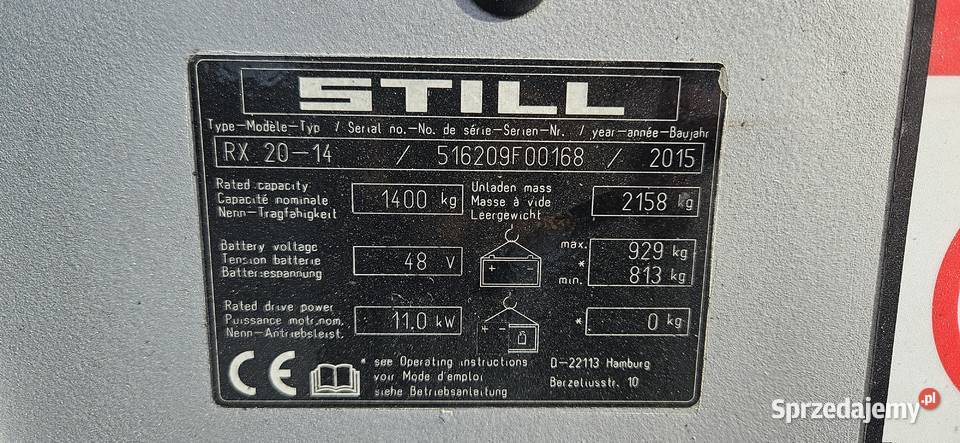 STILL
Type-Modèle-Typ / Serial no.-No. de série-Serien-Nr. / year-année-Baujahr
RX 20-14 / 516209F00168 / 2015
Rated capacity
Capacité nominale
Nenn-Tragfähigkeit
1400 kg
Unladen mass
Masse à vide
Leergewicht
2158 kg
Battery voltage
Tension batterie
Batteriespannung
48 V
+ -
max. 929 kg
*
min. 813 kg
Rated drive power
Puissance motr.nom.
Nenn-Antriebsleist.
11.0 kW
+ -
* 0 kg
CE
* see Operating instructions
voir Mode d'emploi
siehe Betriebsanleitung
D-22113 Hamburg
Berzeliusstr. 10
Sprzedajemy.pl